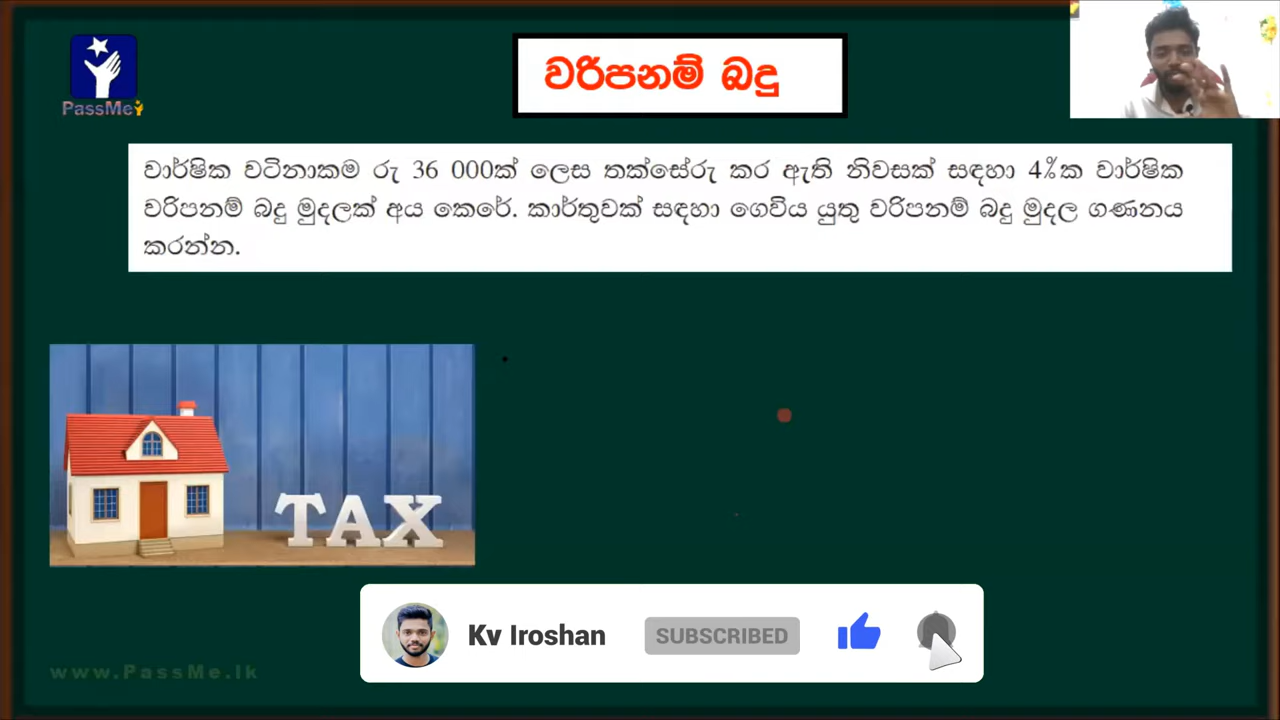 PassMe
වරිපනම් බදු
වාර්ෂික වටිනාකම රු 36 000ක් ලෙස තක්සේරු කර ඇති නිවසක් සඳහා 4%ක වාර්ෂික
වරිපනම් බදු මුදලක් අය කෙරේ. කාර්තුවක් සඳහා ගෙවිය යුතු වරිපනම් බදු මුදල ගණනය
කරන්න.
TAX
Kv Iroshan
SUBSCRIBED
www.PassMe.lk